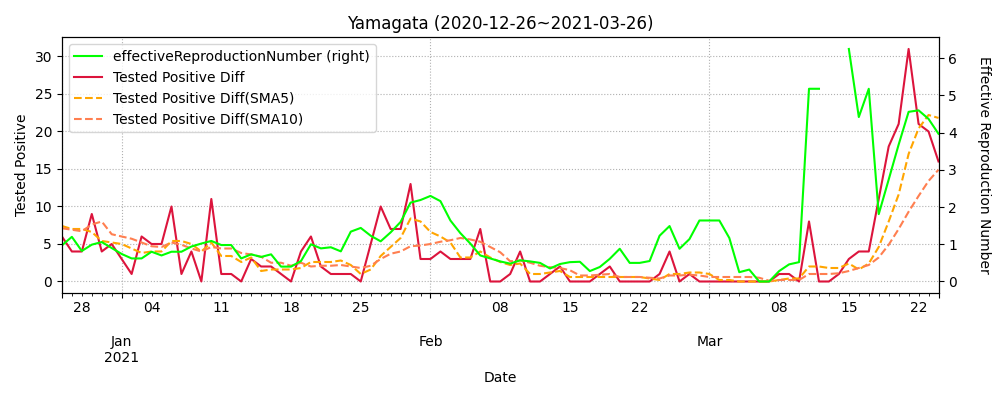 Yamagata (2020-12-26~2021-03-26)
effectiveReproductionNumber (right)
Tested Positive Diff
Tested Positive Diff(SMA5)
Tested Positive Diff(SMA10)
Tested Positive
30
25
20
15
10
5
0
6
5
4
3
2
1
0
Effective Reproduction Number
28 04 11 18 25 08 15 22 08 15 22
Jan Feb Mar
2021
Date